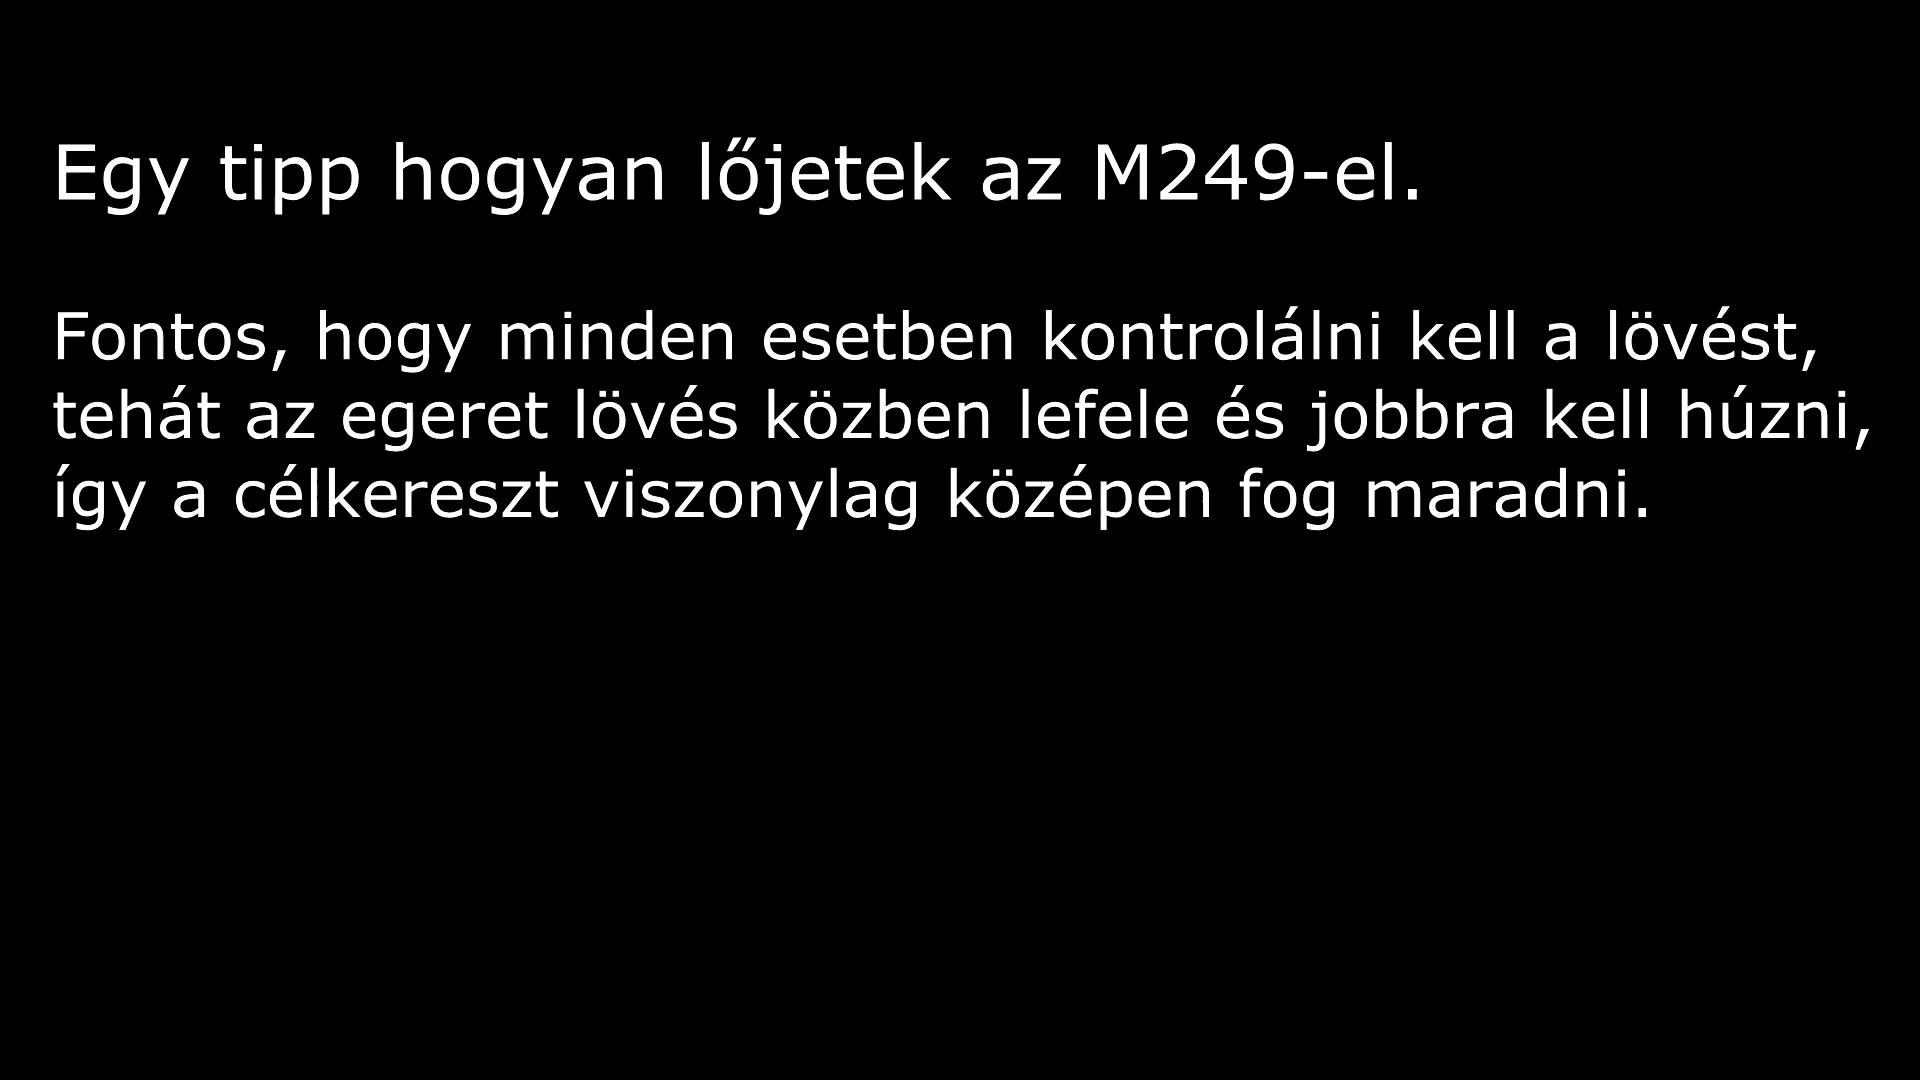 Egy tipp hogyan lőjetek az M249-el.
Fontos, hogy minden esetben kontrolálni kell a lövést,
tehát az egeret lövés közben lefele és jobbra kell húzni,
így a célkereszt viszonylag középen fog maradni.